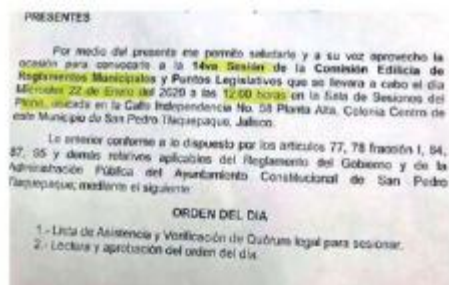 PRESENTES
Por medio del presente me permito saludarle y a su vez aprovecho la
ocasión para convocarle a la 14va Sesión de la Comisión Edilicia de
Reglamentos Municipales y Puntos Legislativos que se llevara a cabo el día
Miércoles 22 de Enero del 2020 a las 12:00 horas en la Sala de Sesiones del
Pleno, ubicada en la Calle Independencia No. 58 Planta Alta, Colonia Centro de
este Municipio de San Pedro Tlaquepaque, Jalisco.
Lo anterior conforme a lo dispuesto por los artículos 77, 78 fracción I, 84,
87, 95 y demás relativos aplicables del Reglamento del Gobierno y de la
Administración Pública del Ayuntamiento Constitucional de San Pedro
Tlaquepaque; mediante el siguiente:
ORDEN DEL DIA
1.- Lista de Asistencia y Verificación de Quórum legal para sesionar.
2.- Lectura y aprobación del orden del día.